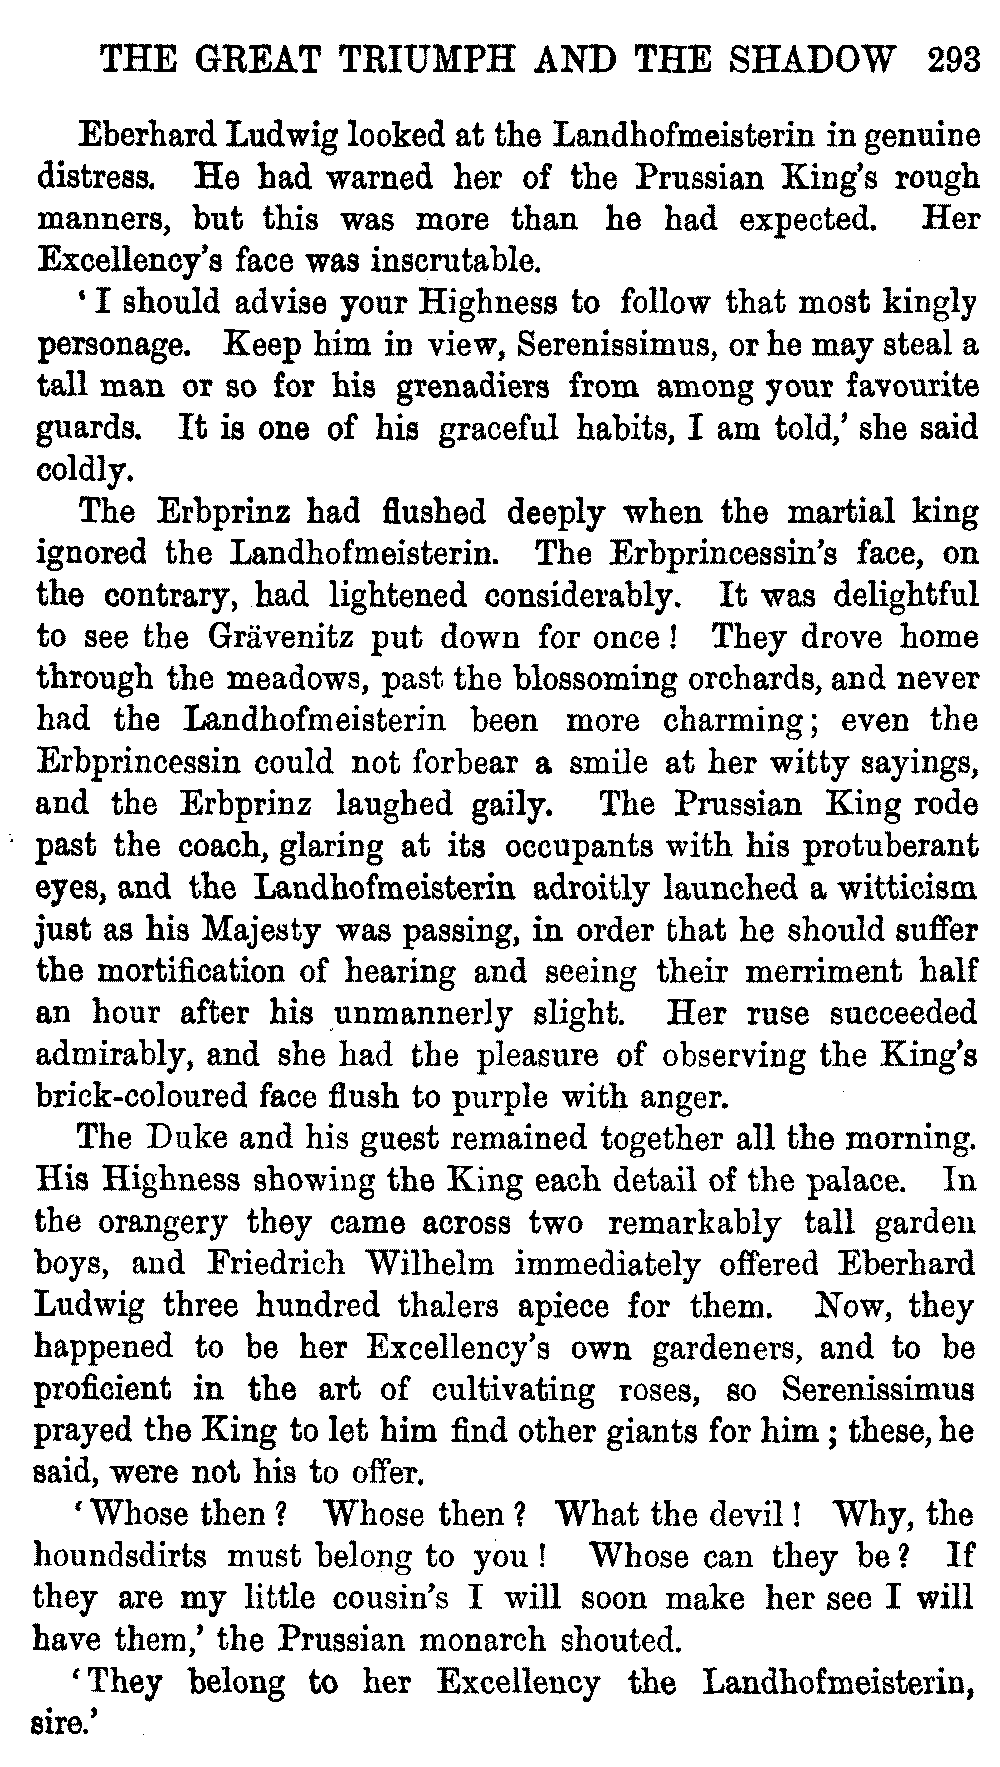 THE GREAT TRIUMPH AND THE SHADOW 293
Eberhard Ludwig looked at the Landhofmeisterin in genuine
distress. He had warned her of the Prussian King's rough
manners, but this was more than he had expected. Her
Excellency's face was inscrutable.
‘I should advise your Highness to follow that most kingly
personage. Keep him in view, Serenissimus, or he may steal a
tall man or so for his grenadiers from among your favourite
guards. It is one of his graceful habits, I am told,’ she said
coldly.
The Erbprinz had flushed deeply when the martial king
ignored the Landhofmeisterin. The Erbprincessin's face, on
the contrary, had lightened considerably. It was delightful
to see the Grävenitz put down for once! They drove home
through the meadows, past the blossoming orchards, and never
had the Landhofmeisterin been more charming; even the
Erbprincessin could not forbear a smile at her witty sayings,
and the Erbprinz laughed gaily. The Prussian King rode
past the coach, glaring at its occupants with his protuberant
eyes, and the Landhofmeisterin adroitly launched a witticism
just as his Majesty was passing, in order that he should suffer
the mortification of hearing and seeing their merriment half
an hour after his unmannerly slight. Her ruse succeeded
admirably, and she had the pleasure of observing the King's
brick-coloured face flush to purple with anger.
The Duke and his guest remained together all the morning.
His Highness showing the King each detail of the palace. In
the orangery they came across two remarkably tall garden
boys, and Friedrich Wilhelm immediately offered Eberhard
Ludwig three hundred thalers apiece for them. Now, they
happened to be her Excellency's own gardeners, and to be
proficient in the art of cultivating roses, so Serenissimus
prayed the King to let him find other giants for him; these, he
said, were not his to offer.
‘Whose then? Whose then? What the devil! Why, the
houndsdirts must belong to you! Whose can they be? If
they are my little cousin's I will soon make her see I will
have them,’ the Prussian monarch shouted.
‘They belong to her Excellency the Landhofmeisterin,
sire.’